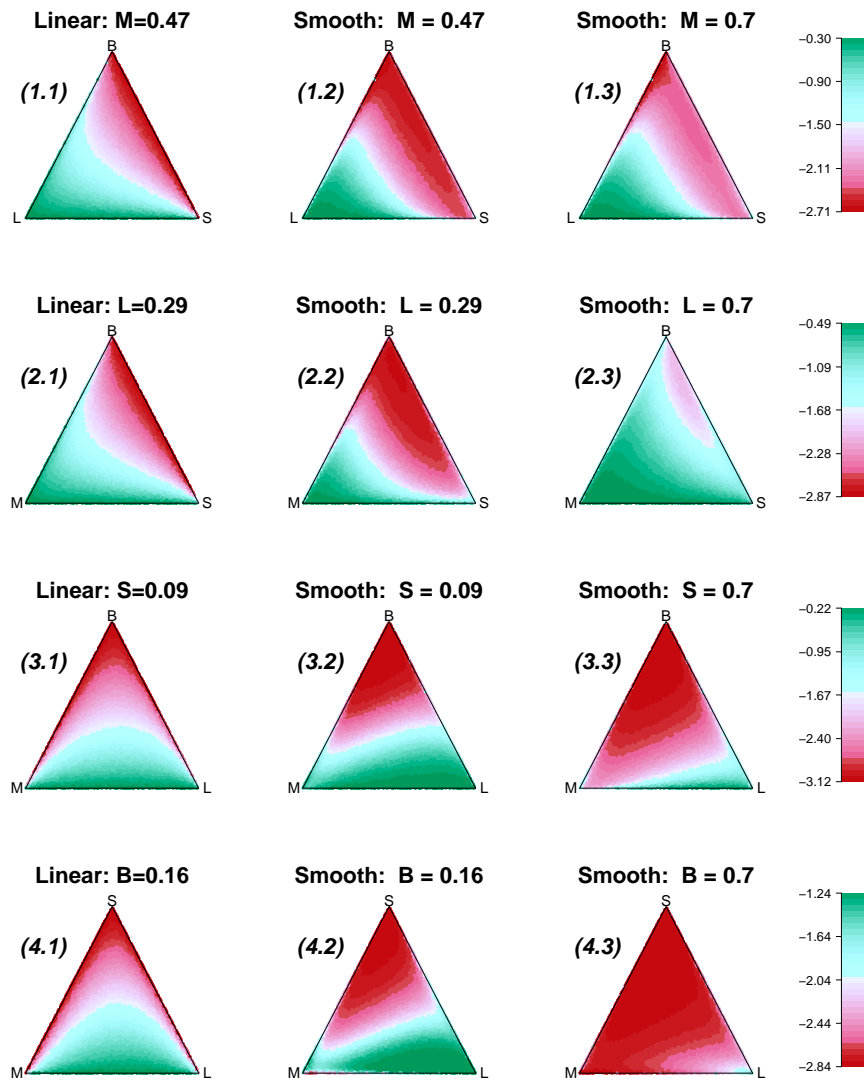 Linear: M=0.47 Smooth: M = 0.47 Smooth: M = 0.7
B B B −0.30
(1.1) (1.2) (1.3) −0.90
−1.50
−2.11
L S L S L S −2.71
Linear: L=0.29 Smooth: L = 0.29 Smooth: L = 0.7
B B B −0.49
(2.1) (2.2) (2.3) −1.09
−1.68
−2.28
M S M S M S −2.87
Linear: S=0.09 Smooth: S = 0.09 Smooth: S = 0.7
B B B −0.22
(3.1) (3.2) (3.3) −0.95
−1.67
−2.40
M L M L M L −3.12
Linear: B=0.16 Smooth: B = 0.16 Smooth: B = 0.7
S S S −1.24
(4.1) (4.2) (4.3) −1.64
−2.04
−2.44
M L M L M L −2.84